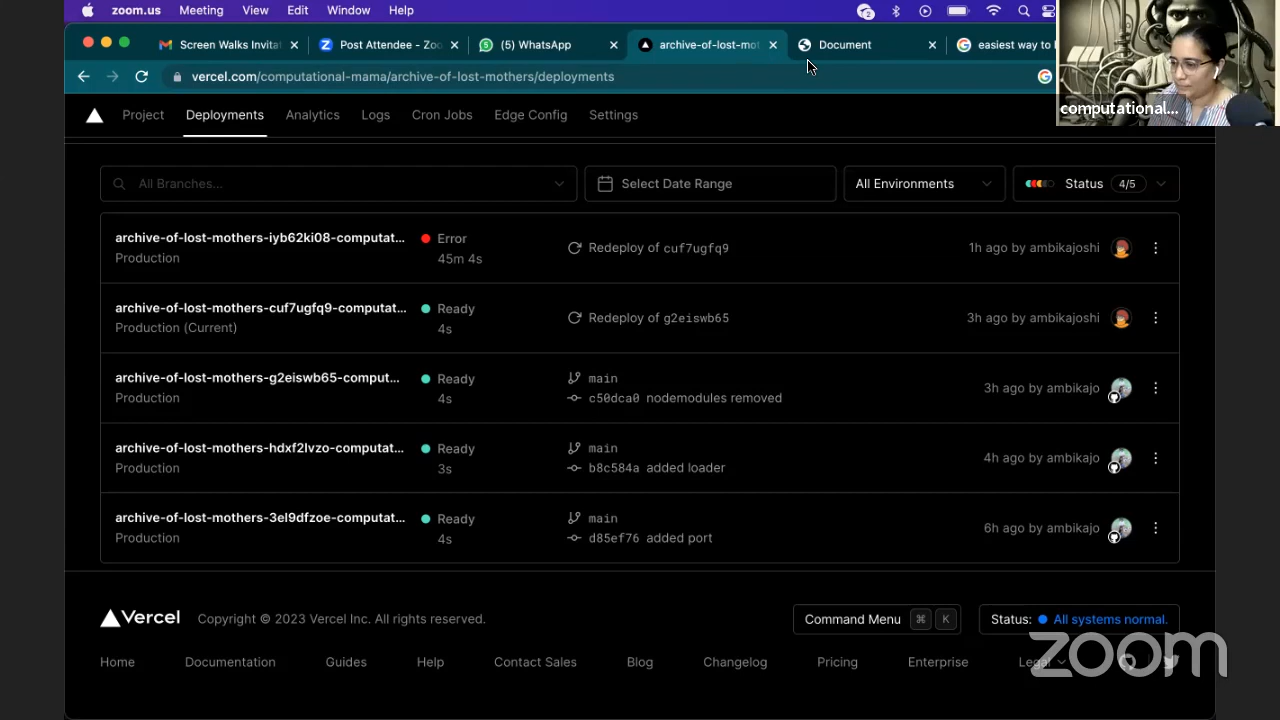 zoom.us Meeting View Edit Window Help
Screen Walks Invitat
Post Attendee - Zoo
(5) WhatsApp
archive-of-lost-mot
Document
easiest way to
vercel.com/computational-mama/archive-of-lost-mothers/deployments
computational...
Project Deployments Analytics Logs Cron Jobs Edge Config Settings
All Branches...
Select Date Range
All Environments
Status 4/5
archive-of-lost-mothers-iyb62ki08-computat...
Production
Error
45m 4s
Redeploy of cuf7ugfq9
1h ago by ambikajoshi
archive-of-lost-mothers-cuf7ugfq9-computat...
Production (Current)
Ready
4s
Redeploy of g2eiswb65
3h ago by ambikajoshi
archive-of-lost-mothers-g2eiswb65-comput...
Production
Ready
4s
main
c50dca0 nodemodules removed
3h ago by ambikajo
archive-of-lost-mothers-hdxf2lvzo-computat...
Production
Ready
3s
main
b8c584a added loader
4h ago by ambikajo
archive-of-lost-mothers-3el9dfzoe-computat...
Production
Ready
4s
main
d85ef76 added port
6h ago by ambikajo
Vercel
Copyright © 2023 Vercel Inc. All rights reserved.
Command Menu ⌘ K
Status: All systems normal.
Home Documentation Guides Help Contact Sales Blog Changelog Pricing Enterprise Legal
zoom